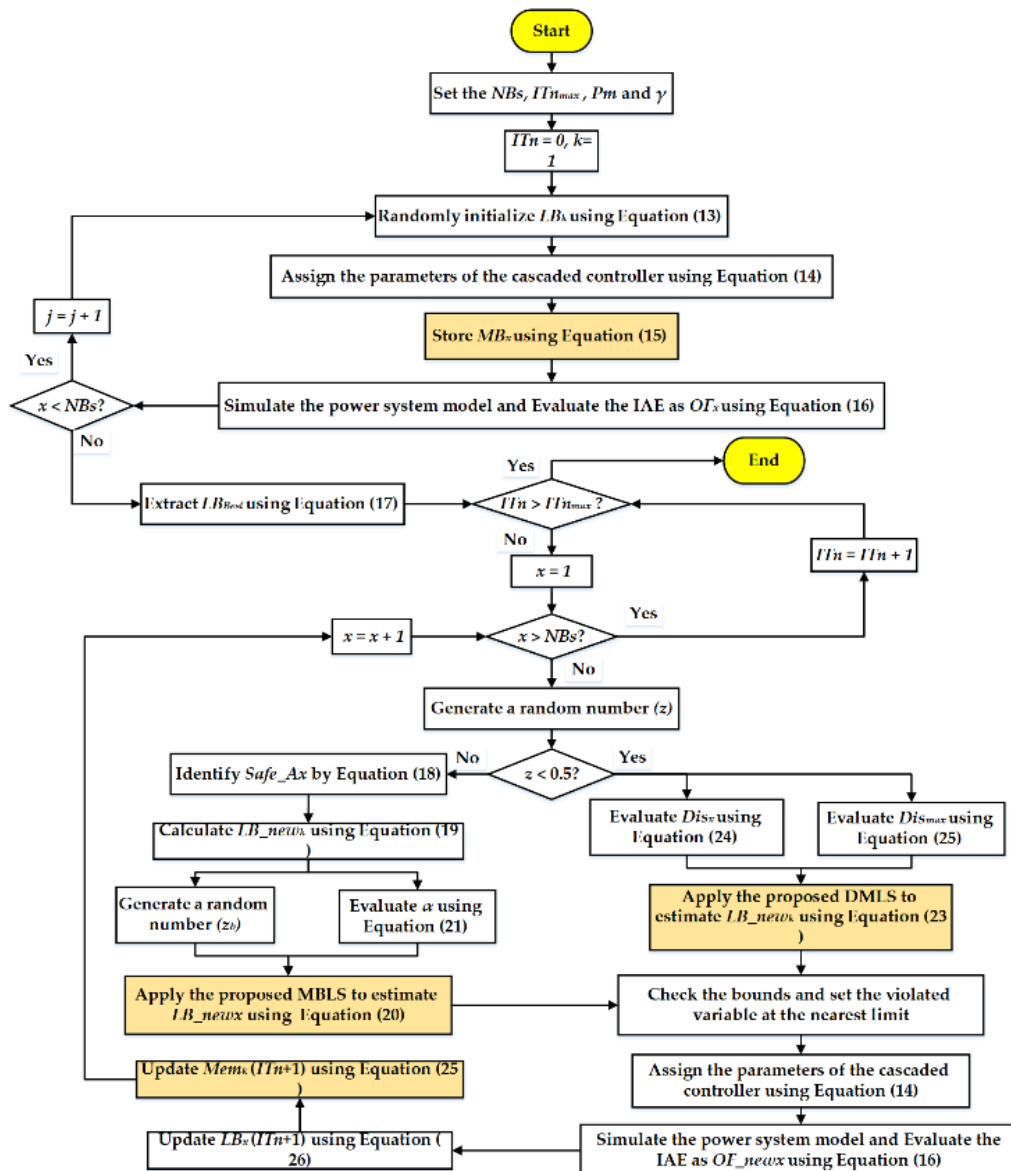 Start
Set the NBs, ITnmax, Pm and γ
ITn = 0, k=
1
Randomly initialize LBk using Equation (13)
Assign the parameters of the cascaded controller using Equation (14)
j = j + 1
Store MBx using Equation (15)
Yes
x < NBs?
Simulate the power system model and Evaluate the IAE as OFx using Equation (16)
No
Yes
End
Extract LBBest using Equation (17)
ITn > ITnmax ?
ITn = ITn + 1
No
x = 1
x = x + 1
x > NBs?
Yes
No
Generate a random number (z)
No
Yes
Identify Safe_Ax by Equation (18)
z < 0.5?
Calculate LB_newk using Equation (19
)
Evaluate Disx using
Equation (24)
Evaluate Dismax using
Equation (25)
Generate a random
number (zb)
Evaluate α using
Equation (21)
Apply the proposed DMLS to
estimate LB_newk using Equation (23
)
Apply the proposed MBLS to estimate
LB_newx using Equation (20)
Check the bounds and set the violated
variable at the nearest limit
Update Memk(ITn+1) using Equation (25
)
Assign the parameters of the cascaded
controller using Equation (14)
Update LBx(ITn+1) using Equation (
26)
Simulate the power system model and Evaluate the
IAE as OF_newx using Equation (16)